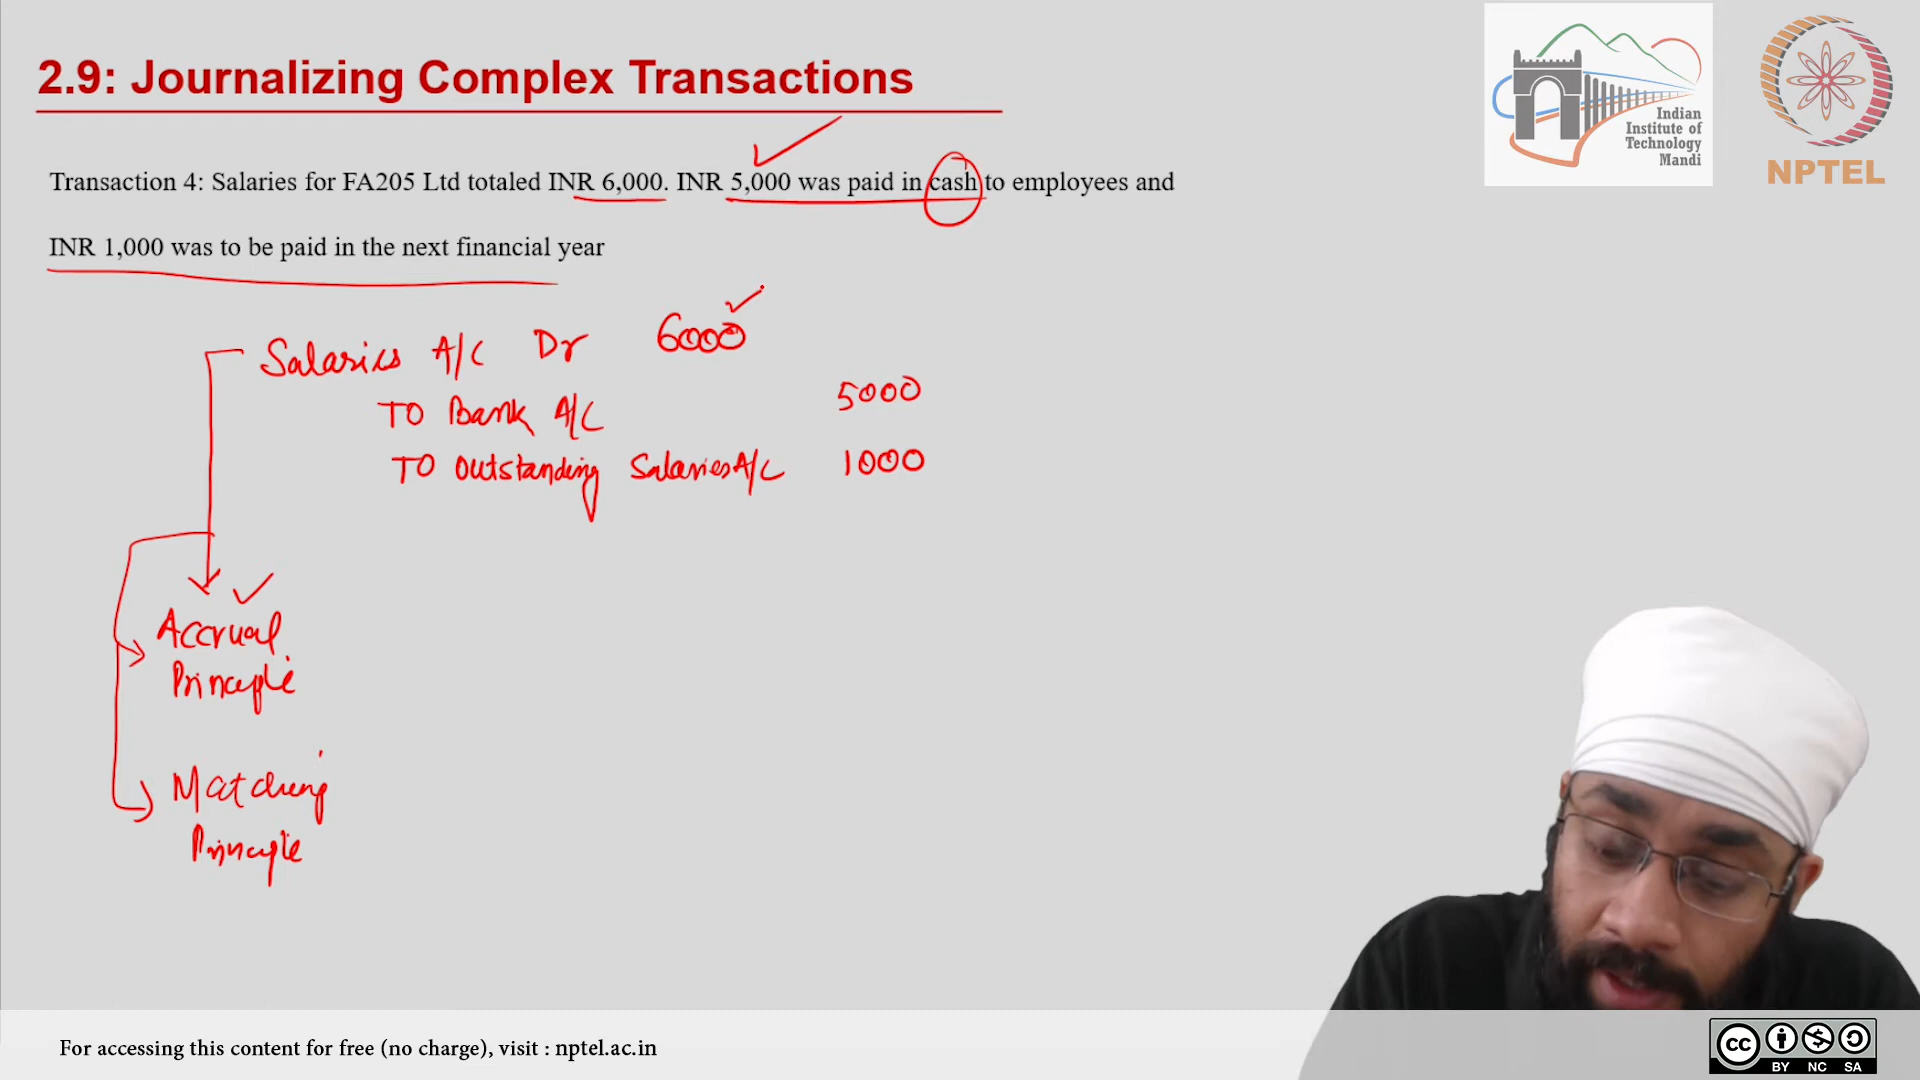 2.9: Journalizing Complex Transactions
Indian
Institute of
Technology
Mandi
NPTEL
Transaction 4: Salaries for FA205 Ltd totaled INR 6,000. INR 5,000 was paid in cash to employees and
INR 1,000 was to be paid in the next financial year
Salaries A/C Dr 6000
TO Bank A/C 5000
TO Outstanding Salaries A/C 1000
Accrual
Principle
Matching
Principle
For accessing this content for free (no charge), visit : nptel.ac.in
cc
BY NC SA